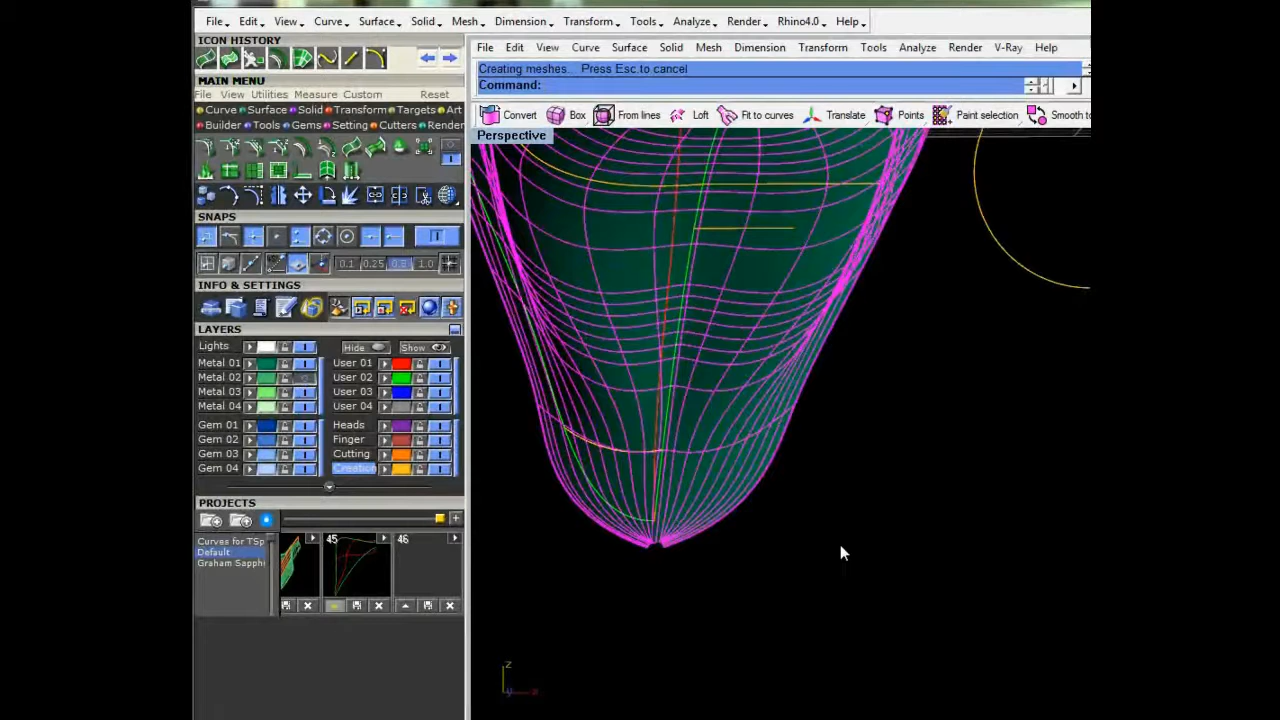 File Edit View Curve Surface Solid Mesh Dimension Transform Tools Analyze Render Rhino4.0 Help
ICON HISTORY
File Edit View Curve Surface Solid Mesh Dimension Transform Tools Analyze Render V-Ray Help
Creating meshes... Press Esc to cancel
Command:
MAIN MENU
File View Utilities Measure Custom Reset
Curve Surface Solid Transform Targets Art
Builder Tools Gems Setting Cutters Render
Convert Box From lines Loft Fit to curves Translate Points Paint selection Smooth to
Perspective
SNAPS
0.1 0.25 0.5 1.0
INFO & SETTINGS
LAYERS
Lights Hide Show
Metal 01 User 01
Metal 02 User 02
Metal 03 User 03
Metal 04 User 04
Gem 01 Heads
Gem 02 Finger
Gem 03 Cutting
Gem 04 Creation
PROJECTS
Curves for TSp
Default
Graham Sapphi
45 46
z
y x